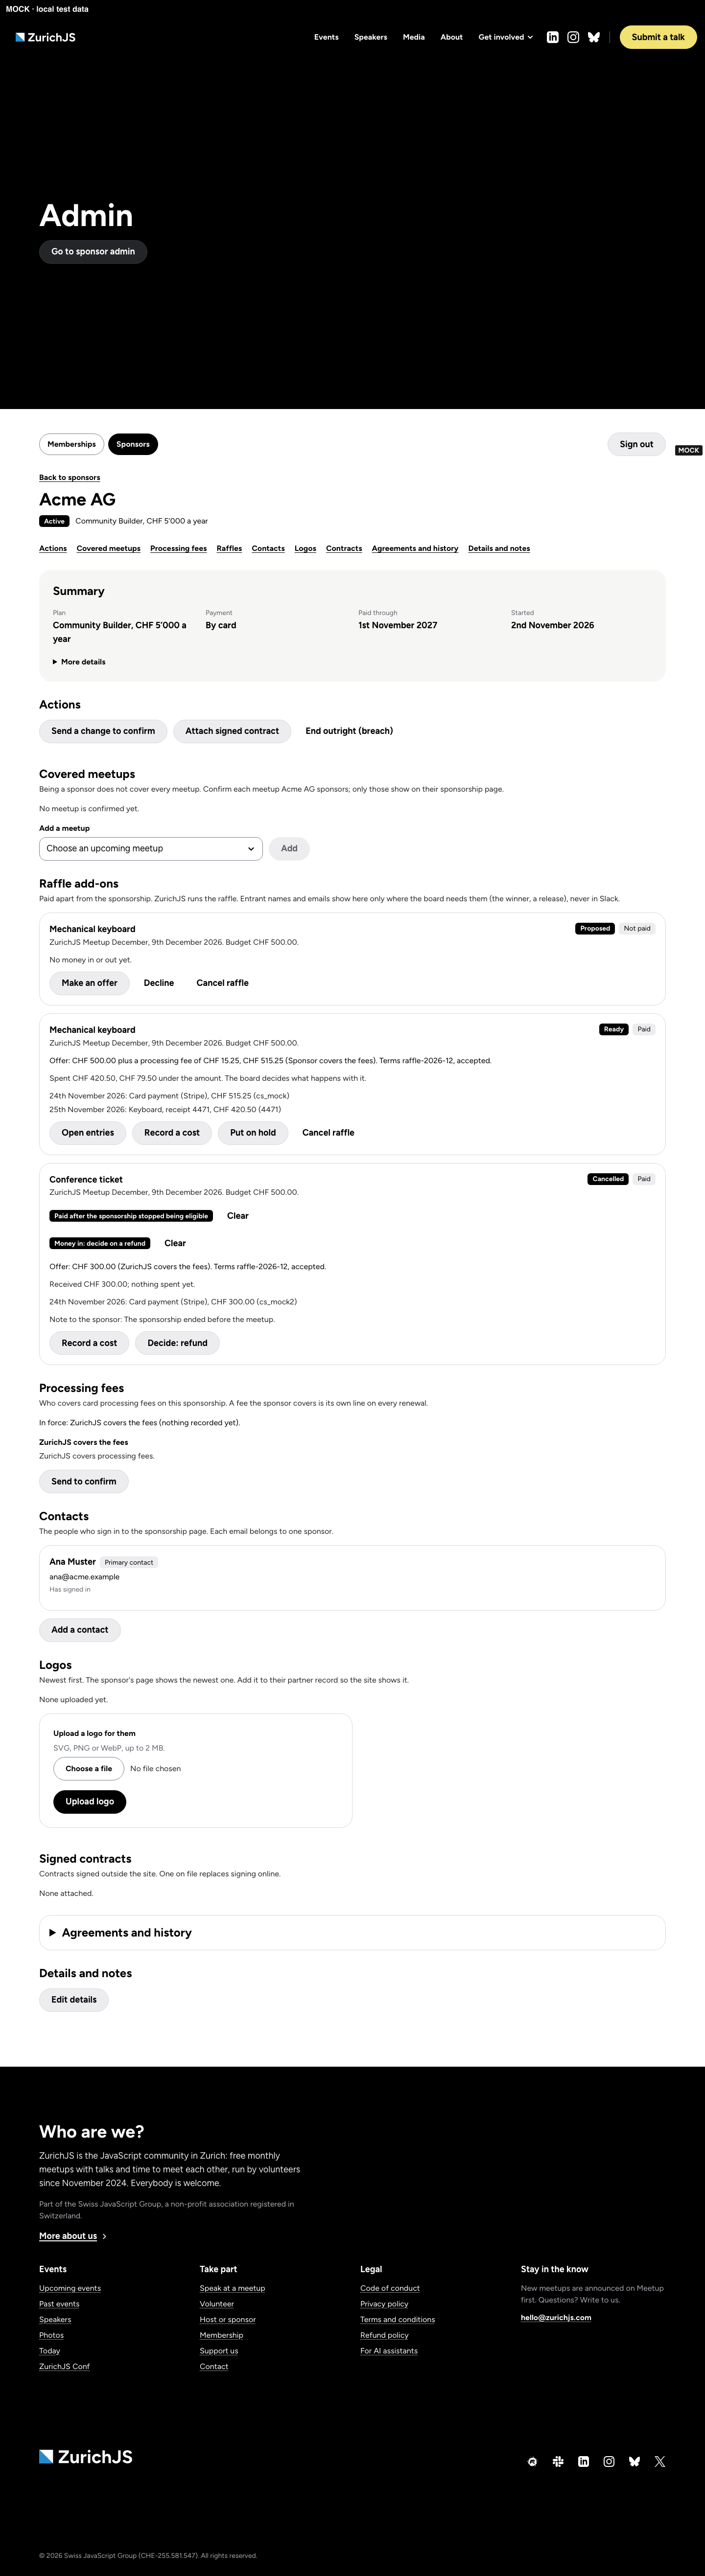 MOCK · local test data
ZurichJS
Events Speakers Media About Get involved
Submit a talk
Admin
Go to sponsor admin
Memberships Sponsors
Sign out
MOCK
Back to sponsors
Acme AG
Active Community Builder, CHF 5’000 a year
Actions Covered meetups Processing fees Raffles Contacts Logos Contracts Agreements and history Details and notes
Summary
Plan
Community Builder, CHF 5’000 a
year
Payment
By card
Paid through
1st November 2027
Started
2nd November 2026
More details
Actions
Send a change to confirm Attach signed contract End outright (breach)
Covered meetups
Being a sponsor does not cover every meetup. Confirm each meetup Acme AG sponsors; only those show on their sponsorship page.
No meetup is confirmed yet.
Add a meetup
Choose an upcoming meetup Add
Raffle add-ons
Paid apart from the sponsorship. ZurichJS runs the raffle. Entrant names and emails show here only where the board needs them (the winner, a release), never in Slack.
Mechanical keyboard Proposed Not paid
ZurichJS Meetup December, 9th December 2026. Budget CHF 500.00.
No money in or out yet.
Make an offer Decline Cancel raffle
Mechanical keyboard Ready Paid
ZurichJS Meetup December, 9th December 2026. Budget CHF 500.00.
Offer: CHF 500.00 plus a processing fee of CHF 15.25, CHF 515.25 (Sponsor covers the fees). Terms raffle-2026-12, accepted.
Spent CHF 420.50, CHF 79.50 under the amount. The board decides what happens with it.
24th November 2026: Card payment (Stripe), CHF 515.25 (cs_mock)
25th November 2026: Keyboard, receipt 4471, CHF 420.50 (4471)
Open entries Record a cost Put on hold Cancel raffle
Conference ticket Cancelled Paid
ZurichJS Meetup December, 9th December 2026. Budget CHF 500.00.
Paid after the sponsorship stopped being eligible Clear
Money in: decide on a refund Clear
Offer: CHF 300.00 (ZurichJS covers the fees). Terms raffle-2026-12, accepted.
Received CHF 300.00; nothing spent yet.
24th November 2026: Card payment (Stripe), CHF 300.00 (cs_mock2)
Note to the sponsor: The sponsorship ended before the meetup.
Record a cost Decide: refund
Processing fees
Who covers card processing fees on this sponsorship. A fee the sponsor covers is its own line on every renewal.
In force: ZurichJS covers the fees (nothing recorded yet).
ZurichJS covers the fees
ZurichJS covers processing fees.
Send to confirm
Contacts
The people who sign in to the sponsorship page. Each email belongs to one sponsor.
Ana Muster Primary contact
ana@acme.example
Has signed in
Add a contact
Logos
Newest first. The sponsor's page shows the newest one. Add it to their partner record so the site shows it.
None uploaded yet.
Upload a logo for them
SVG, PNG or WebP, up to 2 MB.
Choose a file No file chosen
Upload logo
Signed contracts
Contracts signed outside the site. One on file replaces signing online.
None attached.
Agreements and history
Details and notes
Edit details
Who are we?
ZurichJS is the JavaScript community in Zurich: free monthly
meetups with talks and time to meet each other, run by volunteers
since November 2024. Everybody is welcome.
Part of the Swiss JavaScript Group, a non-profit association registered in
Switzerland.
More about us
Events
Upcoming events
Past events
Speakers
Photos
Today
ZurichJS Conf
Take part
Speak at a meetup
Volunteer
Host or sponsor
Membership
Support us
Contact
Legal
Code of conduct
Privacy policy
Terms and conditions
Refund policy
For AI assistants
Stay in the know
New meetups are announced on Meetup
first. Questions? Write to us.
hello@zurichjs.com
ZurichJS
© 2026 Swiss JavaScript Group (CHE-255.581.547). All rights reserved.